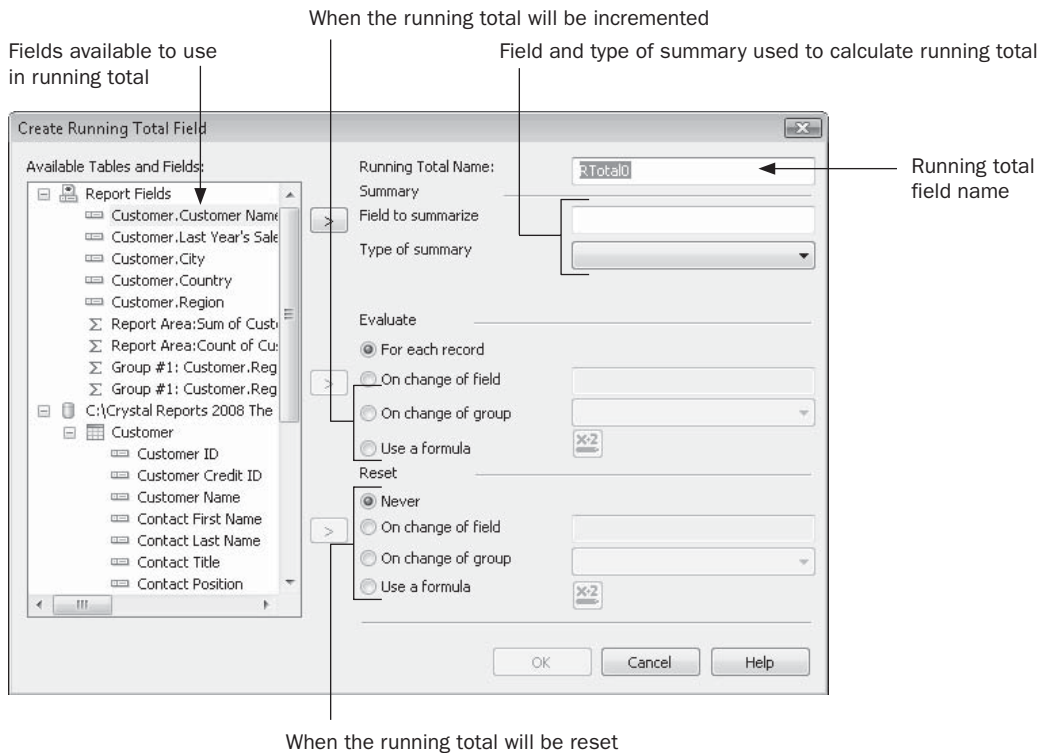 When the running total will be incremented
Fields available to use
in running total
Field and type of summary used to calculate running total
Create Running Total Field
Available Tables and Fields:
Report Fields
Customer.Customer Name
Customer.Last Year's Sale
Customer.City
Customer.Country
Customer.Region
Σ Report Area:Sum of Custo
Σ Report Area:Count of Cu
Σ Group #1: Customer.Reg
Σ Group #1: Customer.Reg
C:\Crystal Reports 2008 The
Customer
Customer ID
Customer Credit ID
Customer Name
Contact First Name
Contact Last Name
Contact Title
Contact Position
>
>
>
Running Total Name:
RTotal0
Running total
field name
Summary
Field to summarize
Type of summary
Evaluate
For each record
On change of field
On change of group
Use a formula
X+2
Reset
Never
On change of field
On change of group
Use a formula
X+2
OK
Cancel
Help
When the running total will be reset